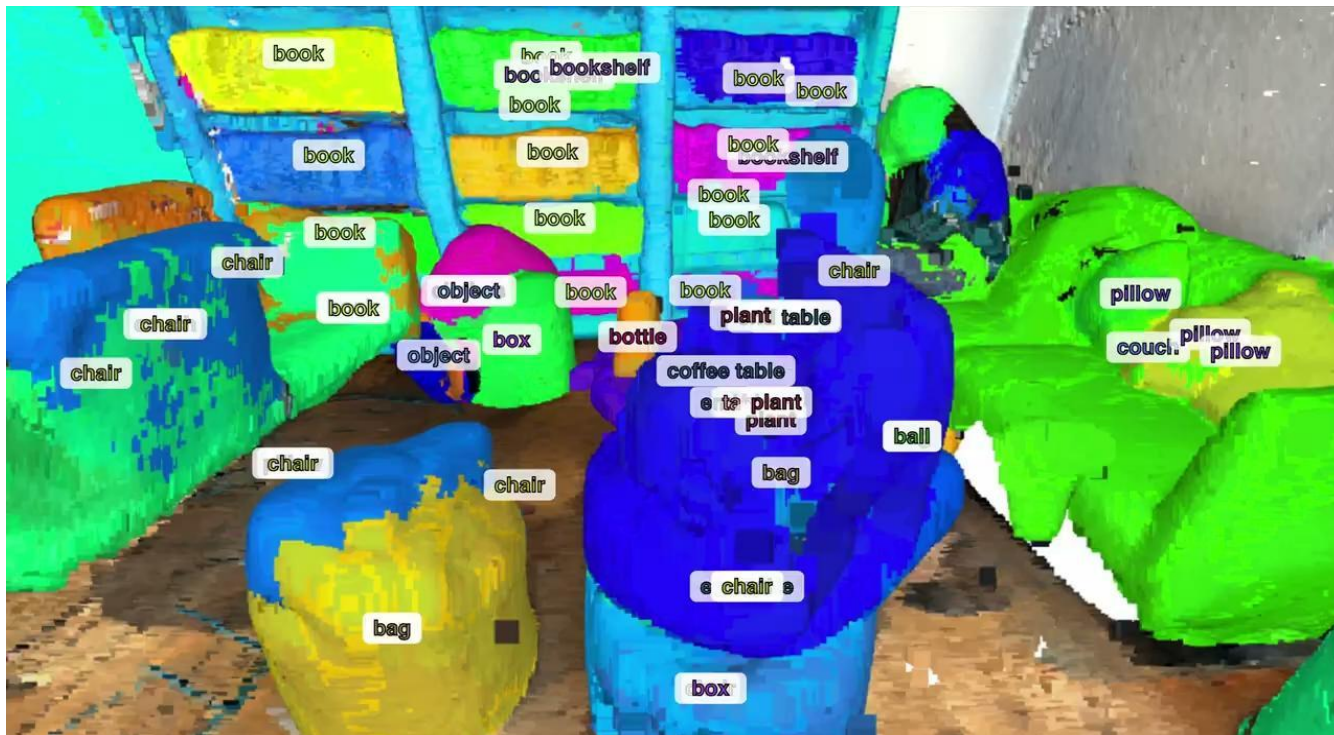 book
book
bookshelf
book
book
book
book
book
book
bookshelf
book
book
book
book
chair
chair
object
book
book
pillow
book
chair
plant table
bottle
box
pillow
couch
pillow
object
chair
coffee table
plant
plant
ball
chair
bag
chair
chair
bag
box